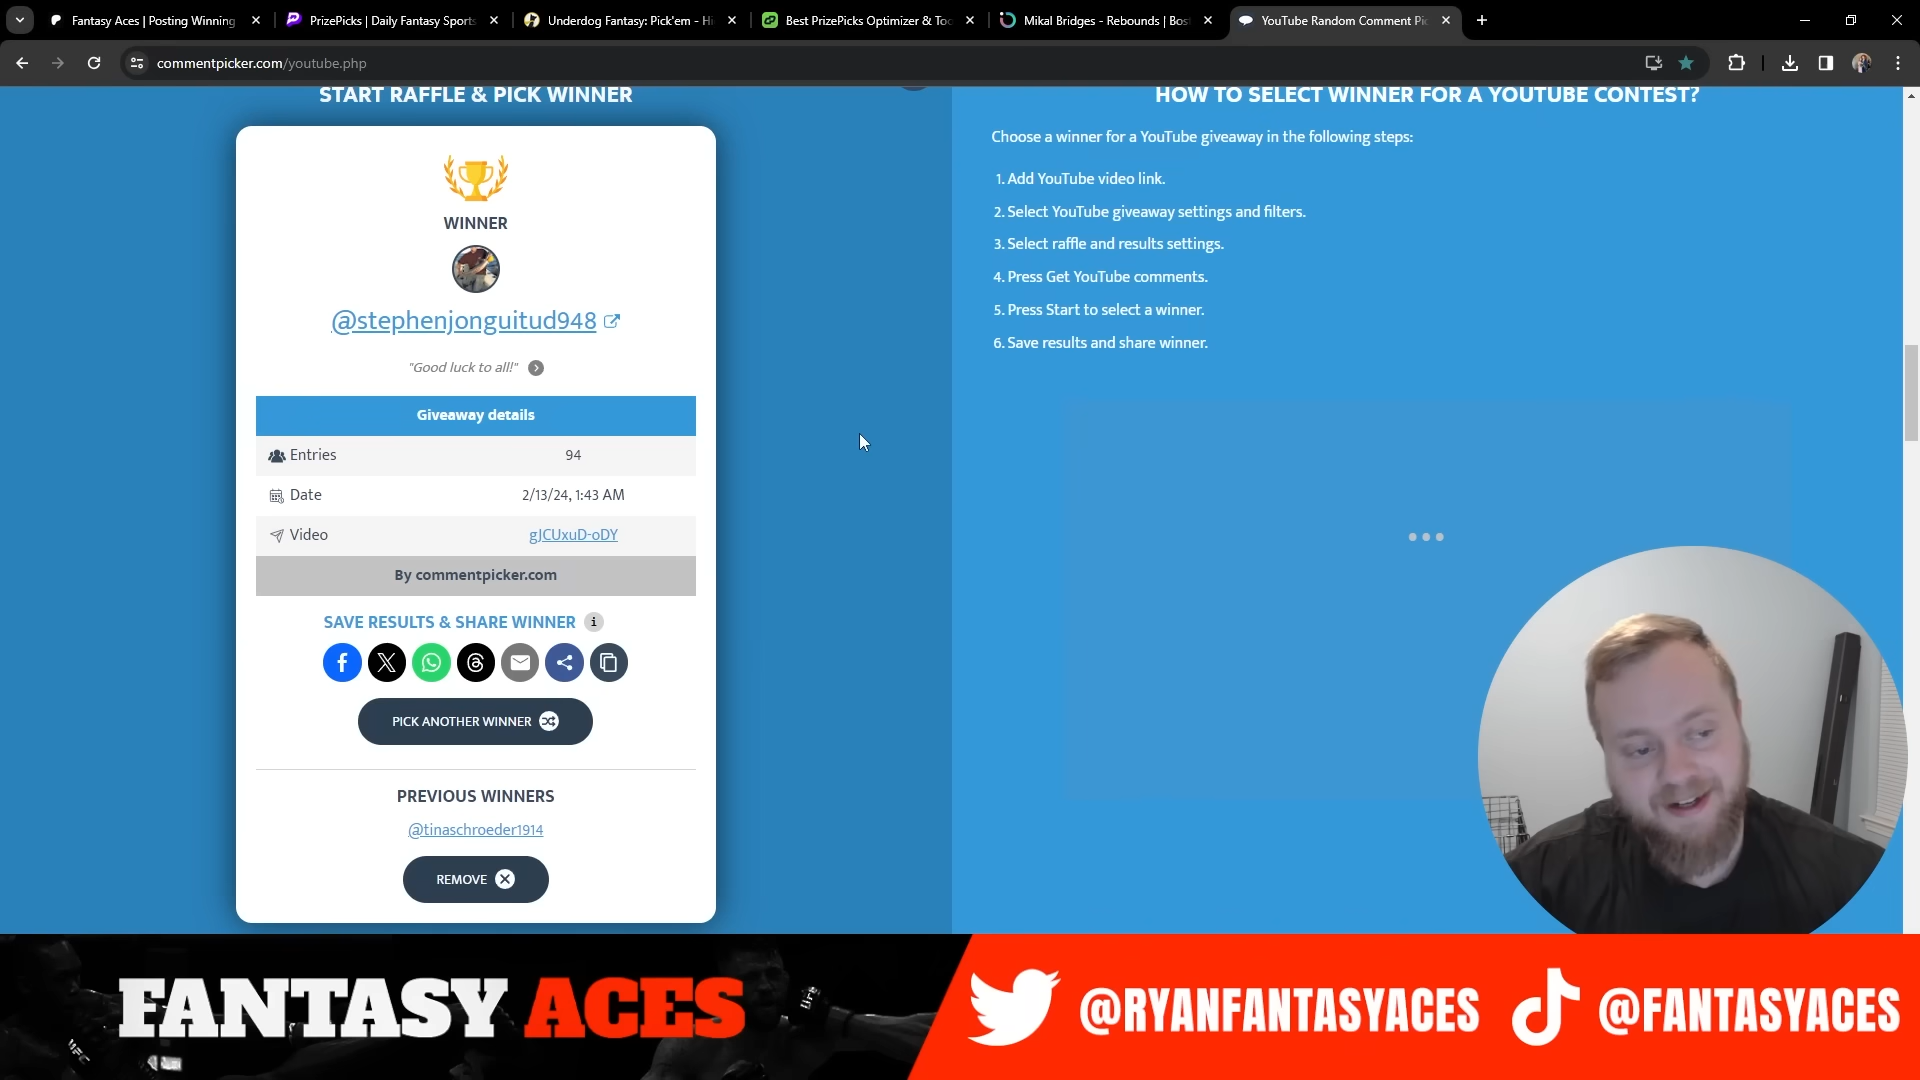 Fantasy Aces | Posting Winning
PrizePicks | Daily Fantasy Sports
Underdog Fantasy: Pick'em - Hi
Best PrizePicks Optimizer & Too
Mikal Bridges - Rebounds | Bos
YouTube Random Comment Pic
commentpicker.com/youtube.php
START RAFFLE & PICK WINNER
WINNER
@stephenjonguitud948
"Good luck to all!"
Giveaway details
Entries 94
Date 2/13/24, 1:43 AM
Video gJCUxuD-oDY
By commentpicker.com
SAVE RESULTS & SHARE WINNER i
PICK ANOTHER WINNER
PREVIOUS WINNERS
@tinaschroeder1914
REMOVE
HOW TO SELECT WINNER FOR A YOUTUBE CONTEST?
Choose a winner for a YouTube giveaway in the following steps:
1. Add YouTube video link.
2. Select YouTube giveaway settings and filters.
3. Select raffle and results settings.
4. Press Get YouTube comments.
5. Press Start to select a winner.
6. Save results and share winner.
FANTASY ACES
@RYANFANTASYACES
@FANTASYACES